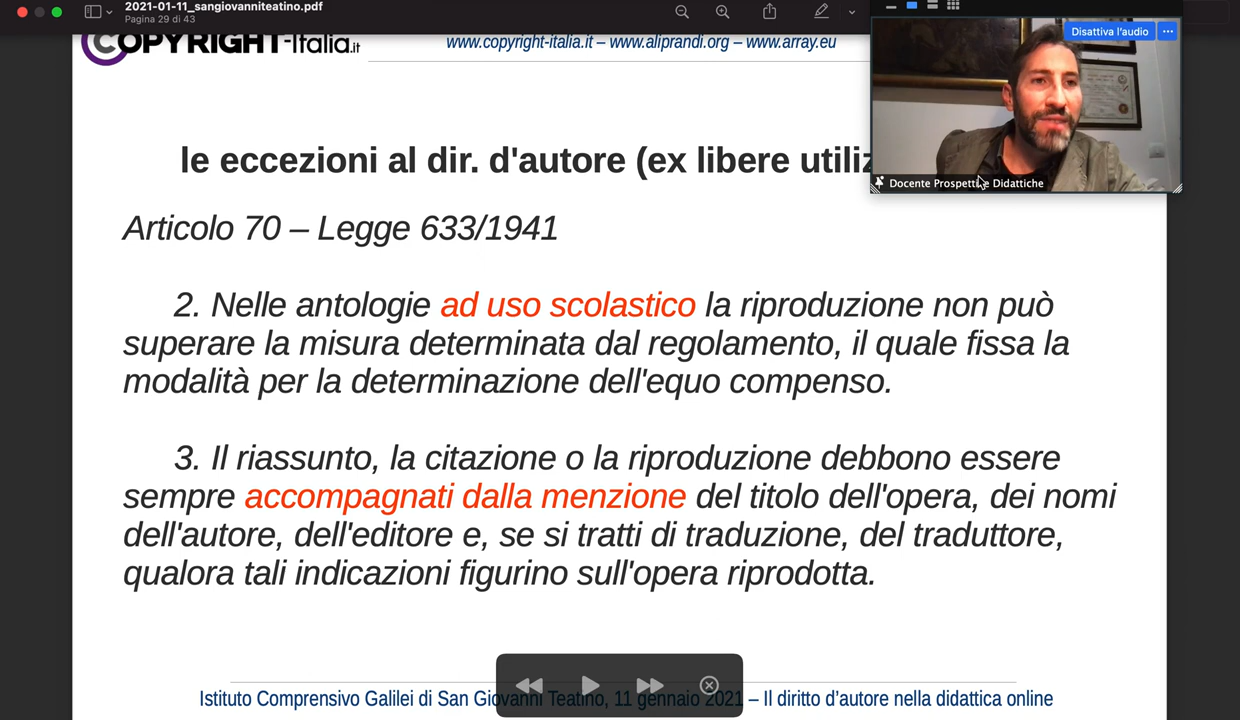 2021-01-11_sangiovanniteatino.pdf
Pagina 29 di 43
Disattiva l'audio
COPYRIGHT-Italia.it
www.copyright-italia.it – www.aliprandi.org – www.array.eu
Docente Prospettive Didattiche
le eccezioni al dir. d'autore (ex libere utiliz
Articolo 70 – Legge 633/1941
2. Nelle antologie ad uso scolastico la riproduzione non può
superare la misura determinata dal regolamento, il quale fissa la
modalità per la determinazione dell'equo compenso.
3. Il riassunto, la citazione o la riproduzione debbono essere
sempre accompagnati dalla menzione del titolo dell'opera, dei nomi
dell'autore, dell'editore e, se si tratti di traduzione, del traduttore,
qualora tali indicazioni figurino sull'opera riprodotta.
Istituto Comprensivo Galilei di San Giovanni Teatino, 11 gennaio 2021 – Il diritto d'autore nella didattica online